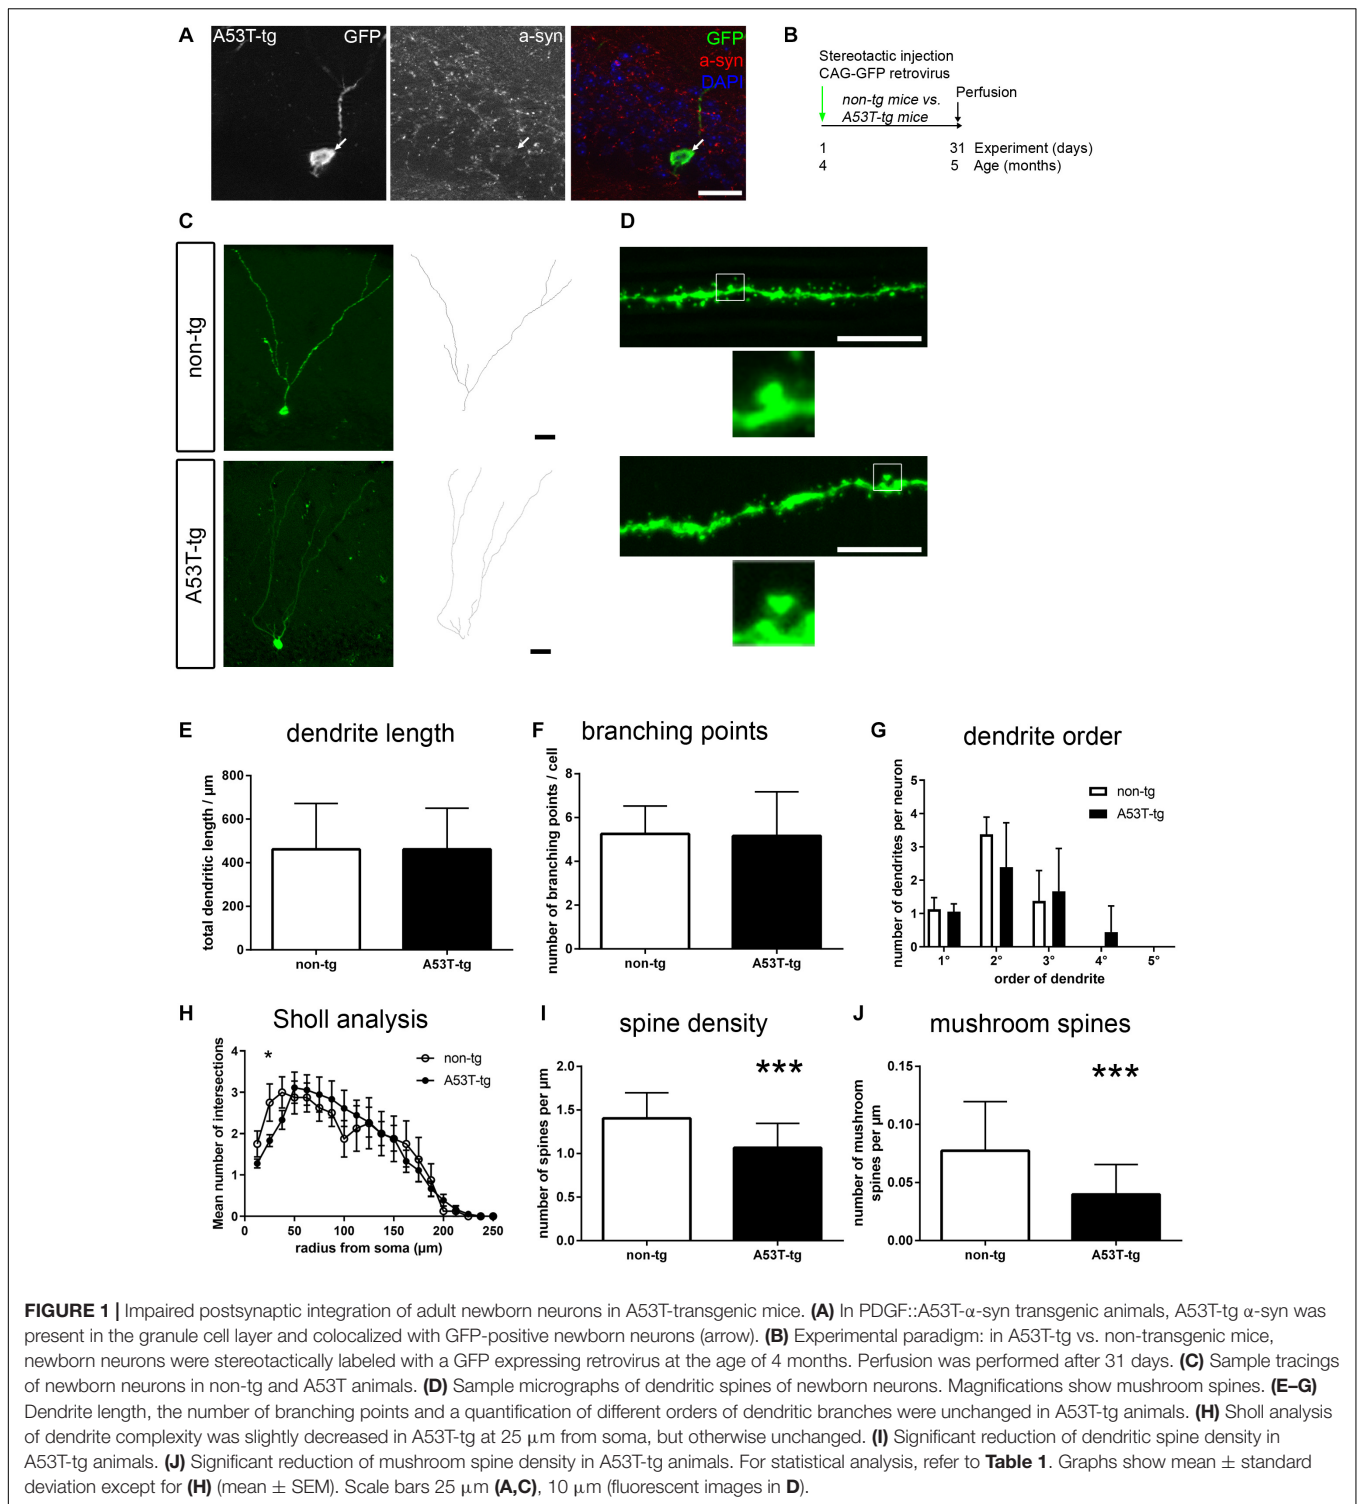 A
A53T-tg
GFP
a-syn
GFP
a-syn
DAPI
B
Stereotactic injection
CAG-GFP retrovirus
Perfusion
non-tg mice vs.
A53T-tg mice
1 31 Experiment (days)
4 5 Age (months)
C
non-tg
A53T-tg
D
E
dendrite length
total dendritic length / µm
800
600
400
200
0
non-tg A53T-tg
F
branching points
number of branching points / cell
8
6
4
2
0
non-tg A53T-tg
G
dendrite order
number of dendrites per neuron
5
4
3
2
1
0
non-tg
A53T-tg
1° 2° 3° 4° 5°
order of dendrite
H
Sholl analysis
Mean number of intersections
4
3
2
1
0
*
non-tg
A53T-tg
0 50 100 150 200 250
radius from soma (µm)
I
spine density
number of spines per µm
2.0
1.5
1.0
0.5
0.0
***
non-tg A53T-tg
J
mushroom spines
number of mushroom
spines per µm
0.15
0.10
0.05
0.00
***
non-tg A53T-tg
FIGURE 1 | Impaired postsynaptic integration of adult newborn neurons in A53T-transgenic mice. (A) In PDGF::A53T-α-syn transgenic animals, A53T-tg α-syn was
present in the granule cell layer and colocalized with GFP-positive newborn neurons (arrow). (B) Experimental paradigm: in A53T-tg vs. non-transgenic mice,
newborn neurons were stereotactically labeled with a GFP expressing retrovirus at the age of 4 months. Perfusion was performed after 31 days. (C) Sample tracings
of newborn neurons in non-tg and A53T animals. (D) Sample micrographs of dendritic spines of newborn neurons. Magnifications show mushroom spines. (E–G)
Dendrite length, the number of branching points and a quantification of different orders of dendritic branches were unchanged in A53T-tg animals. (H) Sholl analysis
of dendrite complexity was slightly decreased in A53T-tg at 25 µm from soma, but otherwise unchanged. (I) Significant reduction of dendritic spine density in
A53T-tg animals. (J) Significant reduction of mushroom spine density in A53T-tg animals. For statistical analysis, refer to Table 1. Graphs show mean ± standard
deviation except for (H) (mean ± SEM). Scale bars 25 µm (A,C), 10 µm (fluorescent images in D).